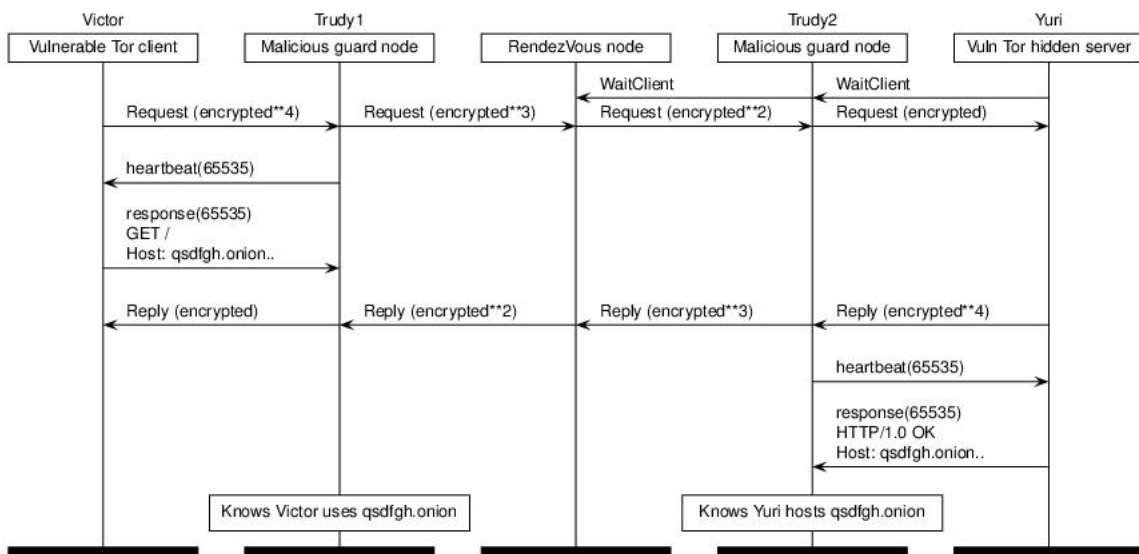 Victor
Trudy1
Trudy2
Yuri
Vulnerable Tor client
Malicious guard node
RendezVous node
Malicious guard node
Vuln Tor hidden server
WaitClient
WaitClient
Request (encrypted**4)
Request (encrypted**3)
Request (encrypted**2)
Request (encrypted)
heartbeat(65535)
response(65535)
GET /
Host: qsdfgh.onion..
Reply (encrypted)
Reply (encrypted**2)
Reply (encrypted**3)
Reply (encrypted**4)
heartbeat(65535)
response(65535)
HTTP/1.0 OK
Host: qsdfgh.onion..
Knows Victor uses qsdfgh.onion
Knows Yuri hosts qsdfgh.onion